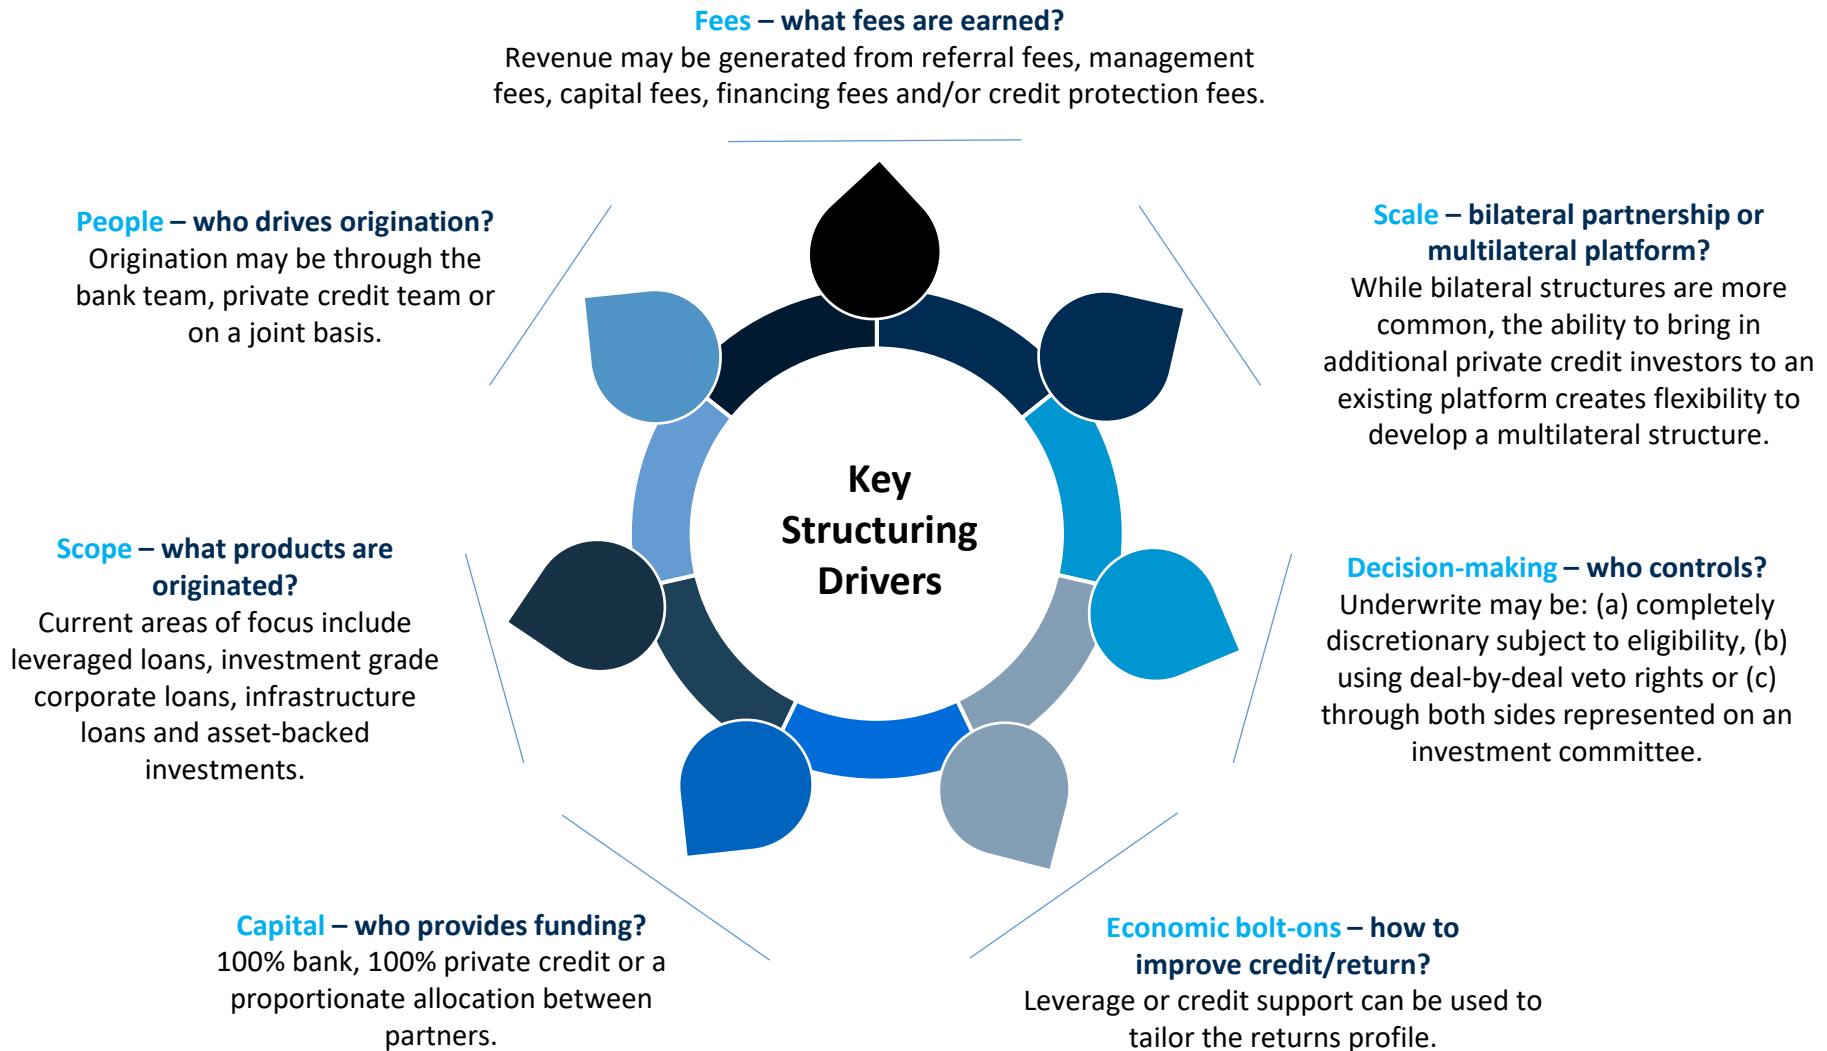 Fees – what fees are earned?
Revenue may be generated from referral fees, management
fees, capital fees, financing fees and/or credit protection fees.
People – who drives origination?
Origination may be through the
bank team, private credit team or
on a joint basis.
Scale – bilateral partnership or
multilateral platform?
While bilateral structures are more
common, the ability to bring in
additional private credit investors to an
existing platform creates flexibility to
develop a multilateral structure.
Key
Structuring
Drivers
Scope – what products are
originated?
Current areas of focus include
leveraged loans, investment grade
corporate loans, infrastructure
loans and asset-backed
investments.
Decision-making – who controls?
Underwrite may be: (a) completely
discretionary subject to eligibility, (b)
using deal-by-deal veto rights or (c)
through both sides represented on an
investment committee.
Capital – who provides funding?
100% bank, 100% private credit or a
proportionate allocation between
partners.
Economic bolt-ons – how to
improve credit/return?
Leverage or credit support can be used to
tailor the returns profile.